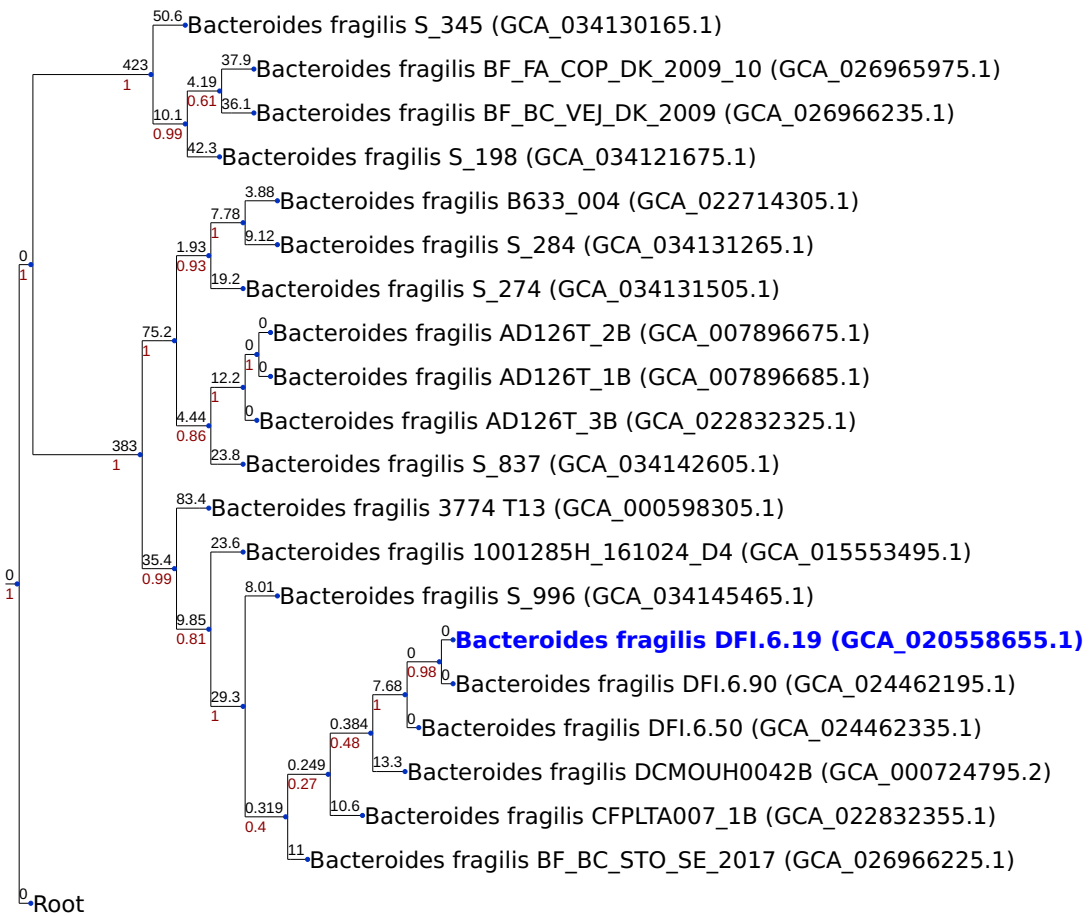 50.6 Bacteroides fragilis S_345 (GCA_034130165.1)
37.9 Bacteroides fragilis BF_FA_COP_DK_2009_10 (GCA_026965975.1)
423
1
4.19
0.61
36.1 Bacteroides fragilis BF_BC_VEJ_DK_2009 (GCA_026966235.1)
10.1
0.99
42.3 Bacteroides fragilis S_198 (GCA_034121675.1)
3.88 Bacteroides fragilis B633_004 (GCA_022714305.1)
7.78
1
9.12 Bacteroides fragilis S_284 (GCA_034131265.1)
1.93
0.93
0
1
19.2 Bacteroides fragilis S_274 (GCA_034131505.1)
0 Bacteroides fragilis AD126T_2B (GCA_007896675.1)
75.2
1
0
1
0 Bacteroides fragilis AD126T_1B (GCA_007896685.1)
12.2
1
0 Bacteroides fragilis AD126T_3B (GCA_022832325.1)
4.44
0.86
383
1
23.8 Bacteroides fragilis S_837 (GCA_034142605.1)
83.4 Bacteroides fragilis 3774 T13 (GCA_000598305.1)
23.6 Bacteroides fragilis 1001285H_161024_D4 (GCA_015553495.1)
35.4
0.99
0
1
8.01 Bacteroides fragilis S_996 (GCA_034145465.1)
9.85
0.81
0 Bacteroides fragilis DFI.6.19 (GCA_020558655.1)
0
0.98
0 Bacteroides fragilis DFI.6.90 (GCA_024462195.1)
7.68
1
29.3
1
0 Bacteroides fragilis DFI.6.50 (GCA_024462335.1)
0.384
0.48
13.3 Bacteroides fragilis DCMOUH0042B (GCA_000724795.2)
0.249
0.27
10.6 Bacteroides fragilis CFPLTA007_1B (GCA_022832355.1)
0.319
0.4
11 Bacteroides fragilis BF_BC_STO_SE_2017 (GCA_026966225.1)
0 Root